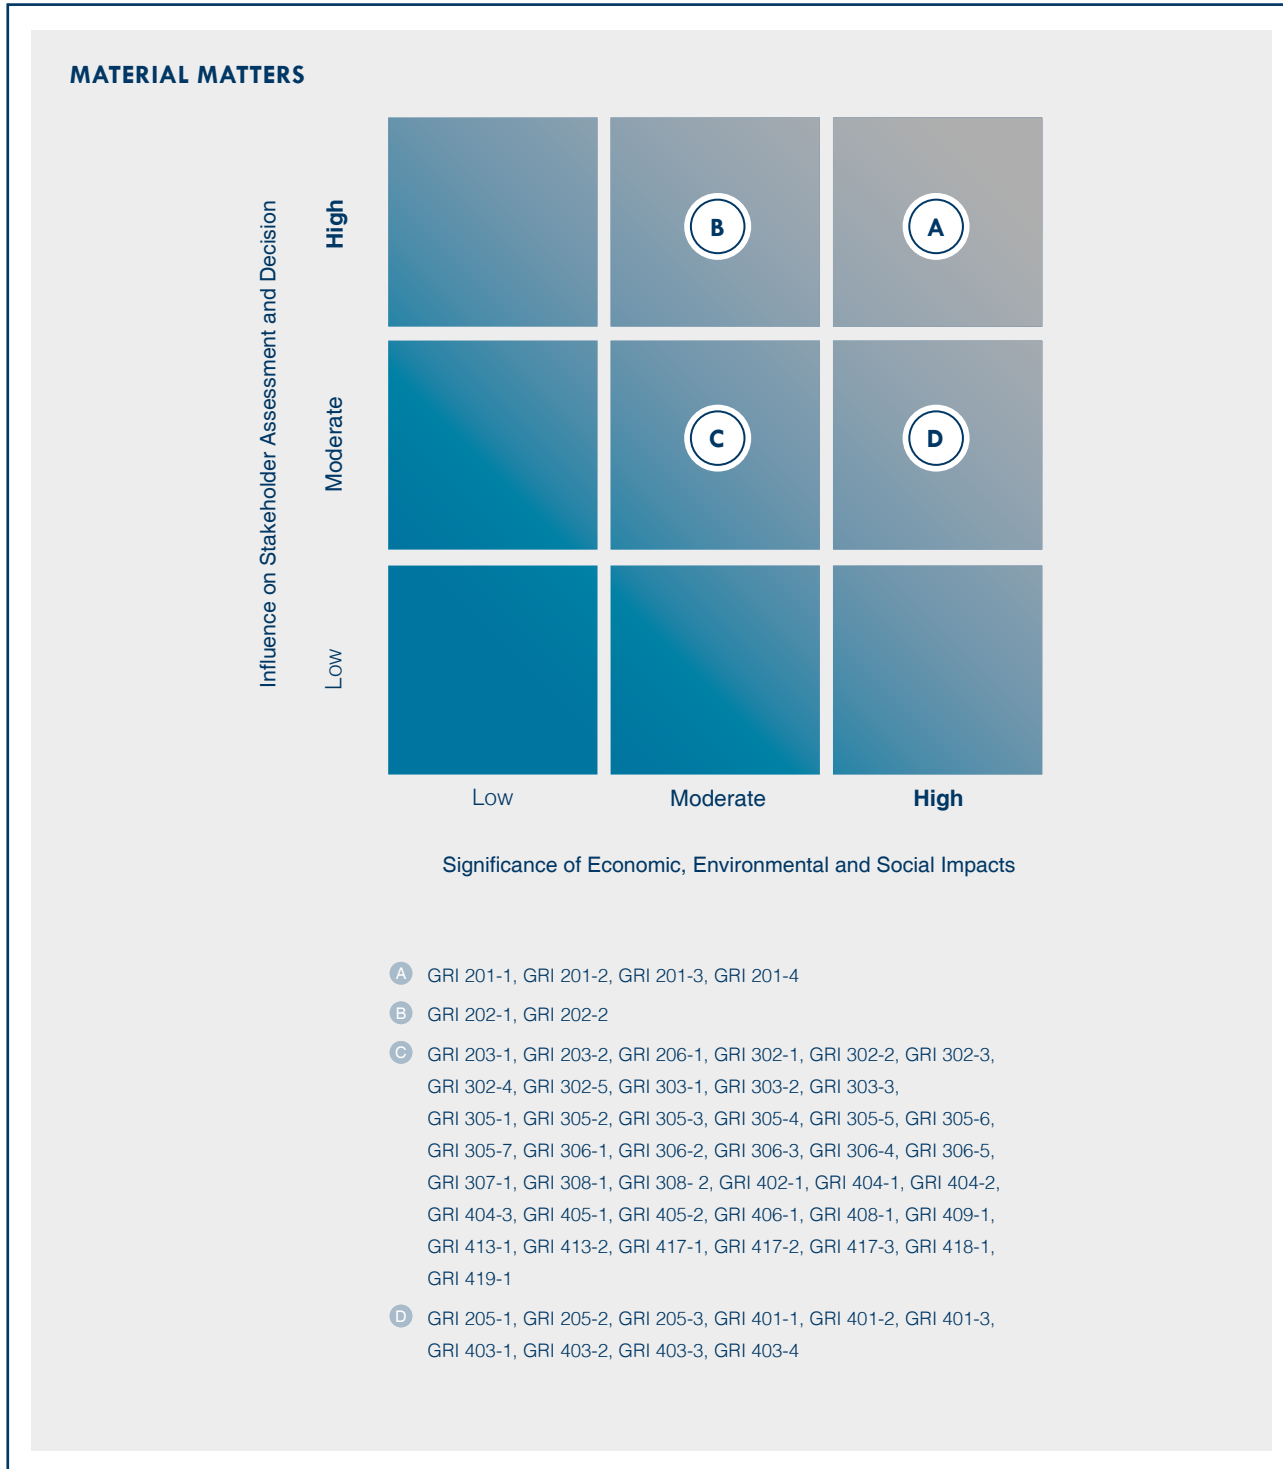 MATERIAL MATTERS
Influence on Stakeholder Assessment and Decision
High
B
A
Moderate
C
D
Low
Low
Moderate
High
Significance of Economic, Environmental and Social Impacts
A GRI 201-1, GRI 201-2, GRI 201-3, GRI 201-4
B GRI 202-1, GRI 202-2
C GRI 203-1, GRI 203-2, GRI 206-1, GRI 302-1, GRI 302-2, GRI 302-3,
GRI 302-4, GRI 302-5, GRI 303-1, GRI 303-2, GRI 303-3,
GRI 305-1, GRI 305-2, GRI 305-3, GRI 305-4, GRI 305-5, GRI 305-6,
GRI 305-7, GRI 306-1, GRI 306-2, GRI 306-3, GRI 306-4, GRI 306-5,
GRI 307-1, GRI 308-1, GRI 308- 2, GRI 402-1, GRI 404-1, GRI 404-2,
GRI 404-3, GRI 405-1, GRI 405-2, GRI 406-1, GRI 408-1, GRI 409-1,
GRI 413-1, GRI 413-2, GRI 417-1, GRI 417-2, GRI 417-3, GRI 418-1,
GRI 419-1
D GRI 205-1, GRI 205-2, GRI 205-3, GRI 401-1, GRI 401-2, GRI 401-3,
GRI 403-1, GRI 403-2, GRI 403-3, GRI 403-4